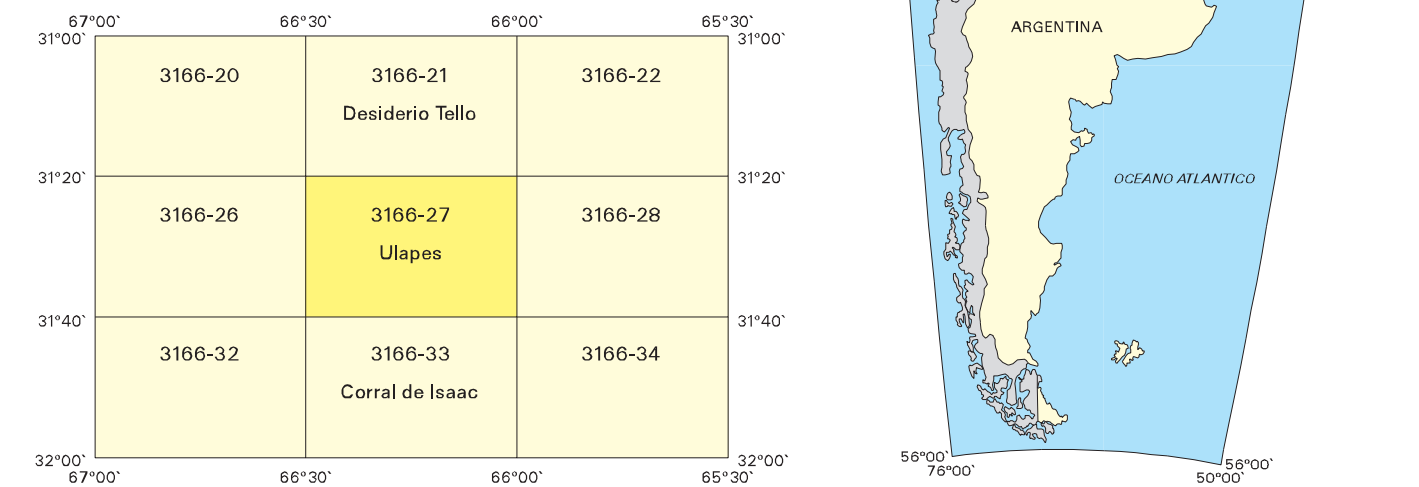 67°00` 66°30` 66°00` 65°30`
31°00` 31°00`
3166-20 3166-21 3166-22
Desiderio Tello
31°20` 31°20`
3166-26 3166-27 3166-28
Ulapes
31°40` 31°40`
3166-32 3166-33 3166-34
Corral de Isaac
32°00` 32°00`
67°00` 66°30` 66°00` 65°30`
ARGENTINA
OCEANO ATLANTICO
56°00` 56°00`
76°00` 50°00`